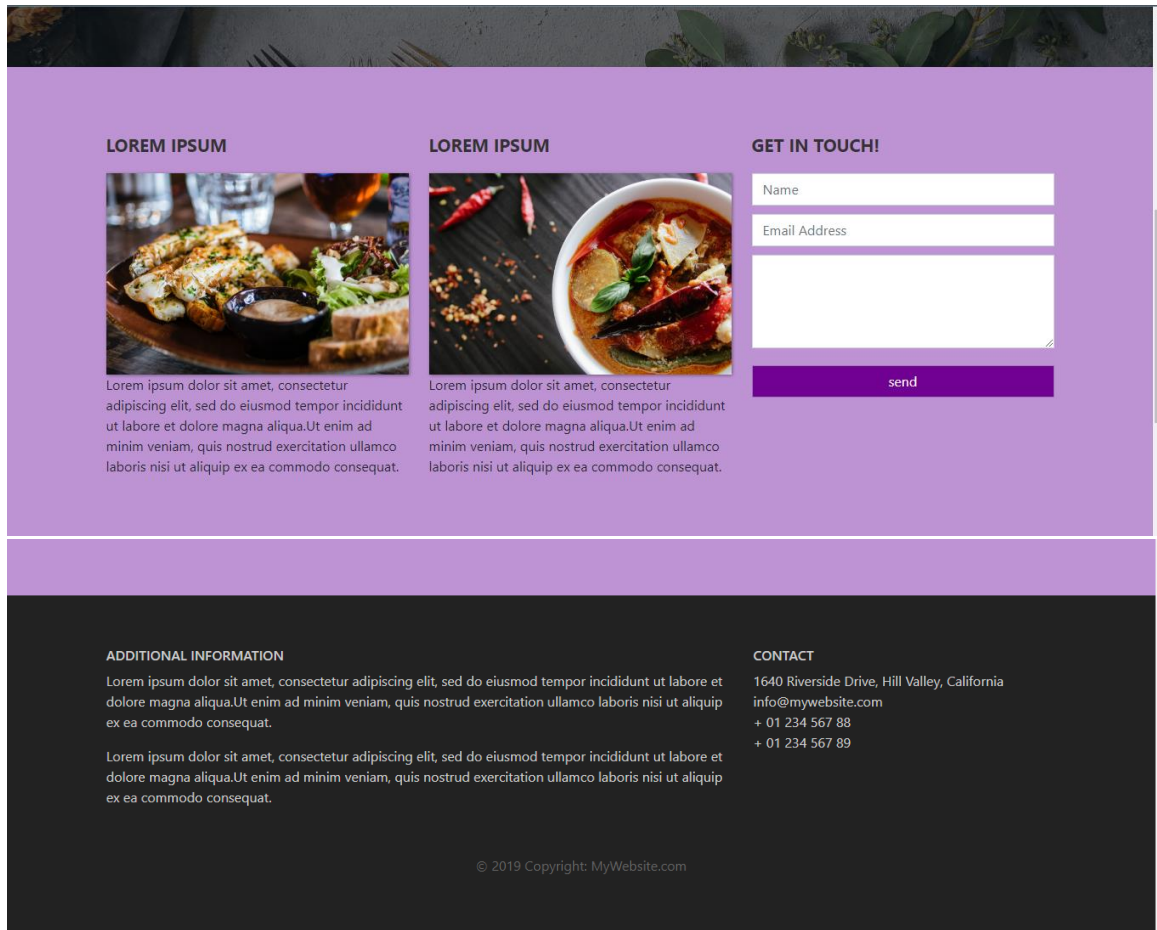 LOREM IPSUM
Lorem ipsum dolor sit amet, consectetur
adipiscing elit, sed do eiusmod tempor incididunt
ut labore et dolore magna aliqua.Ut enim ad
minim veniam, quis nostrud exercitation ullamco
laboris nisi ut aliquip ex ea commodo consequat.
LOREM IPSUM
Lorem ipsum dolor sit amet, consectetur
adipiscing elit, sed do eiusmod tempor incididunt
ut labore et dolore magna aliqua.Ut enim ad
minim veniam, quis nostrud exercitation ullamco
laboris nisi ut aliquip ex ea commodo consequat.
GET IN TOUCH!
Name
Email Address
send
ADDITIONAL INFORMATION
Lorem ipsum dolor sit amet, consectetur adipiscing elit, sed do eiusmod tempor incididunt ut labore et
dolore magna aliqua.Ut enim ad minim veniam, quis nostrud exercitation ullamco laboris nisi ut aliquip
ex ea commodo consequat.
Lorem ipsum dolor sit amet, consectetur adipiscing elit, sed do eiusmod tempor incididunt ut labore et
dolore magna aliqua.Ut enim ad minim veniam, quis nostrud exercitation ullamco laboris nisi ut aliquip
ex ea commodo consequat.
CONTACT
1640 Riverside Drive, Hill Valley, California
info@mywebsite.com
+ 01 234 567 88
+ 01 234 567 89
© 2019 Copyright: MyWebsite.com